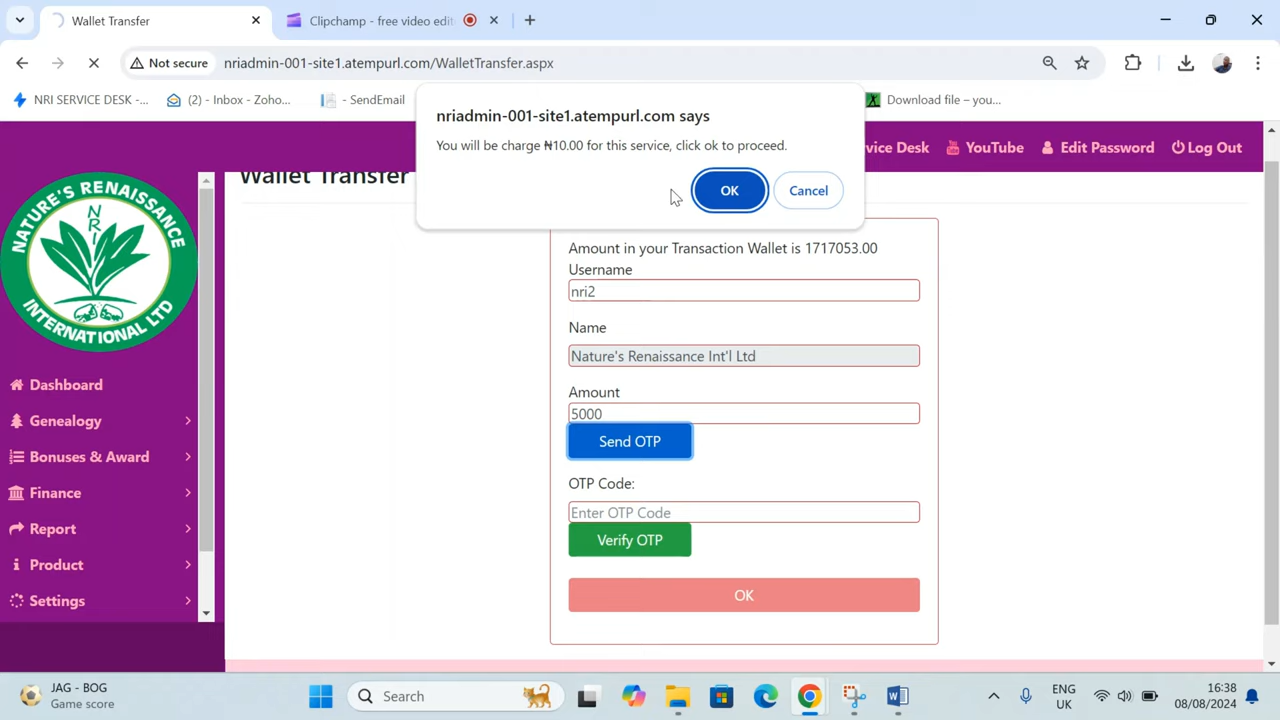 Wallet Transfer
Clipchamp - free video edit
Not secure
nriadmin-001-site1.atempurl.com/WalletTransfer.aspx
NRI SERVICE DESK -...
(2) - Inbox - Zoho...
- SendEmail
Download file – you...
nriadmin-001-site1.atempurl.com says
You will be charge ₦10.00 for this service, click ok to proceed.
OK
Cancel
vice Desk
YouTube
Edit Password
Log Out
NATURE'S RENAISSANCE
NRI
INTERNATIONAL LTD
Dashboard
Genealogy
Bonuses & Award
Finance
Report
Product
Settings
Wallet Transfer
Amount in your Transaction Wallet is 1717053.00
Username
nri2
Name
Nature's Renaissance Int'l Ltd
Amount
5000
Send OTP
OTP Code:
Enter OTP Code
Verify OTP
OK
JAG - BOG
Game score
Search
ENG
UK
16:38
08/08/2024